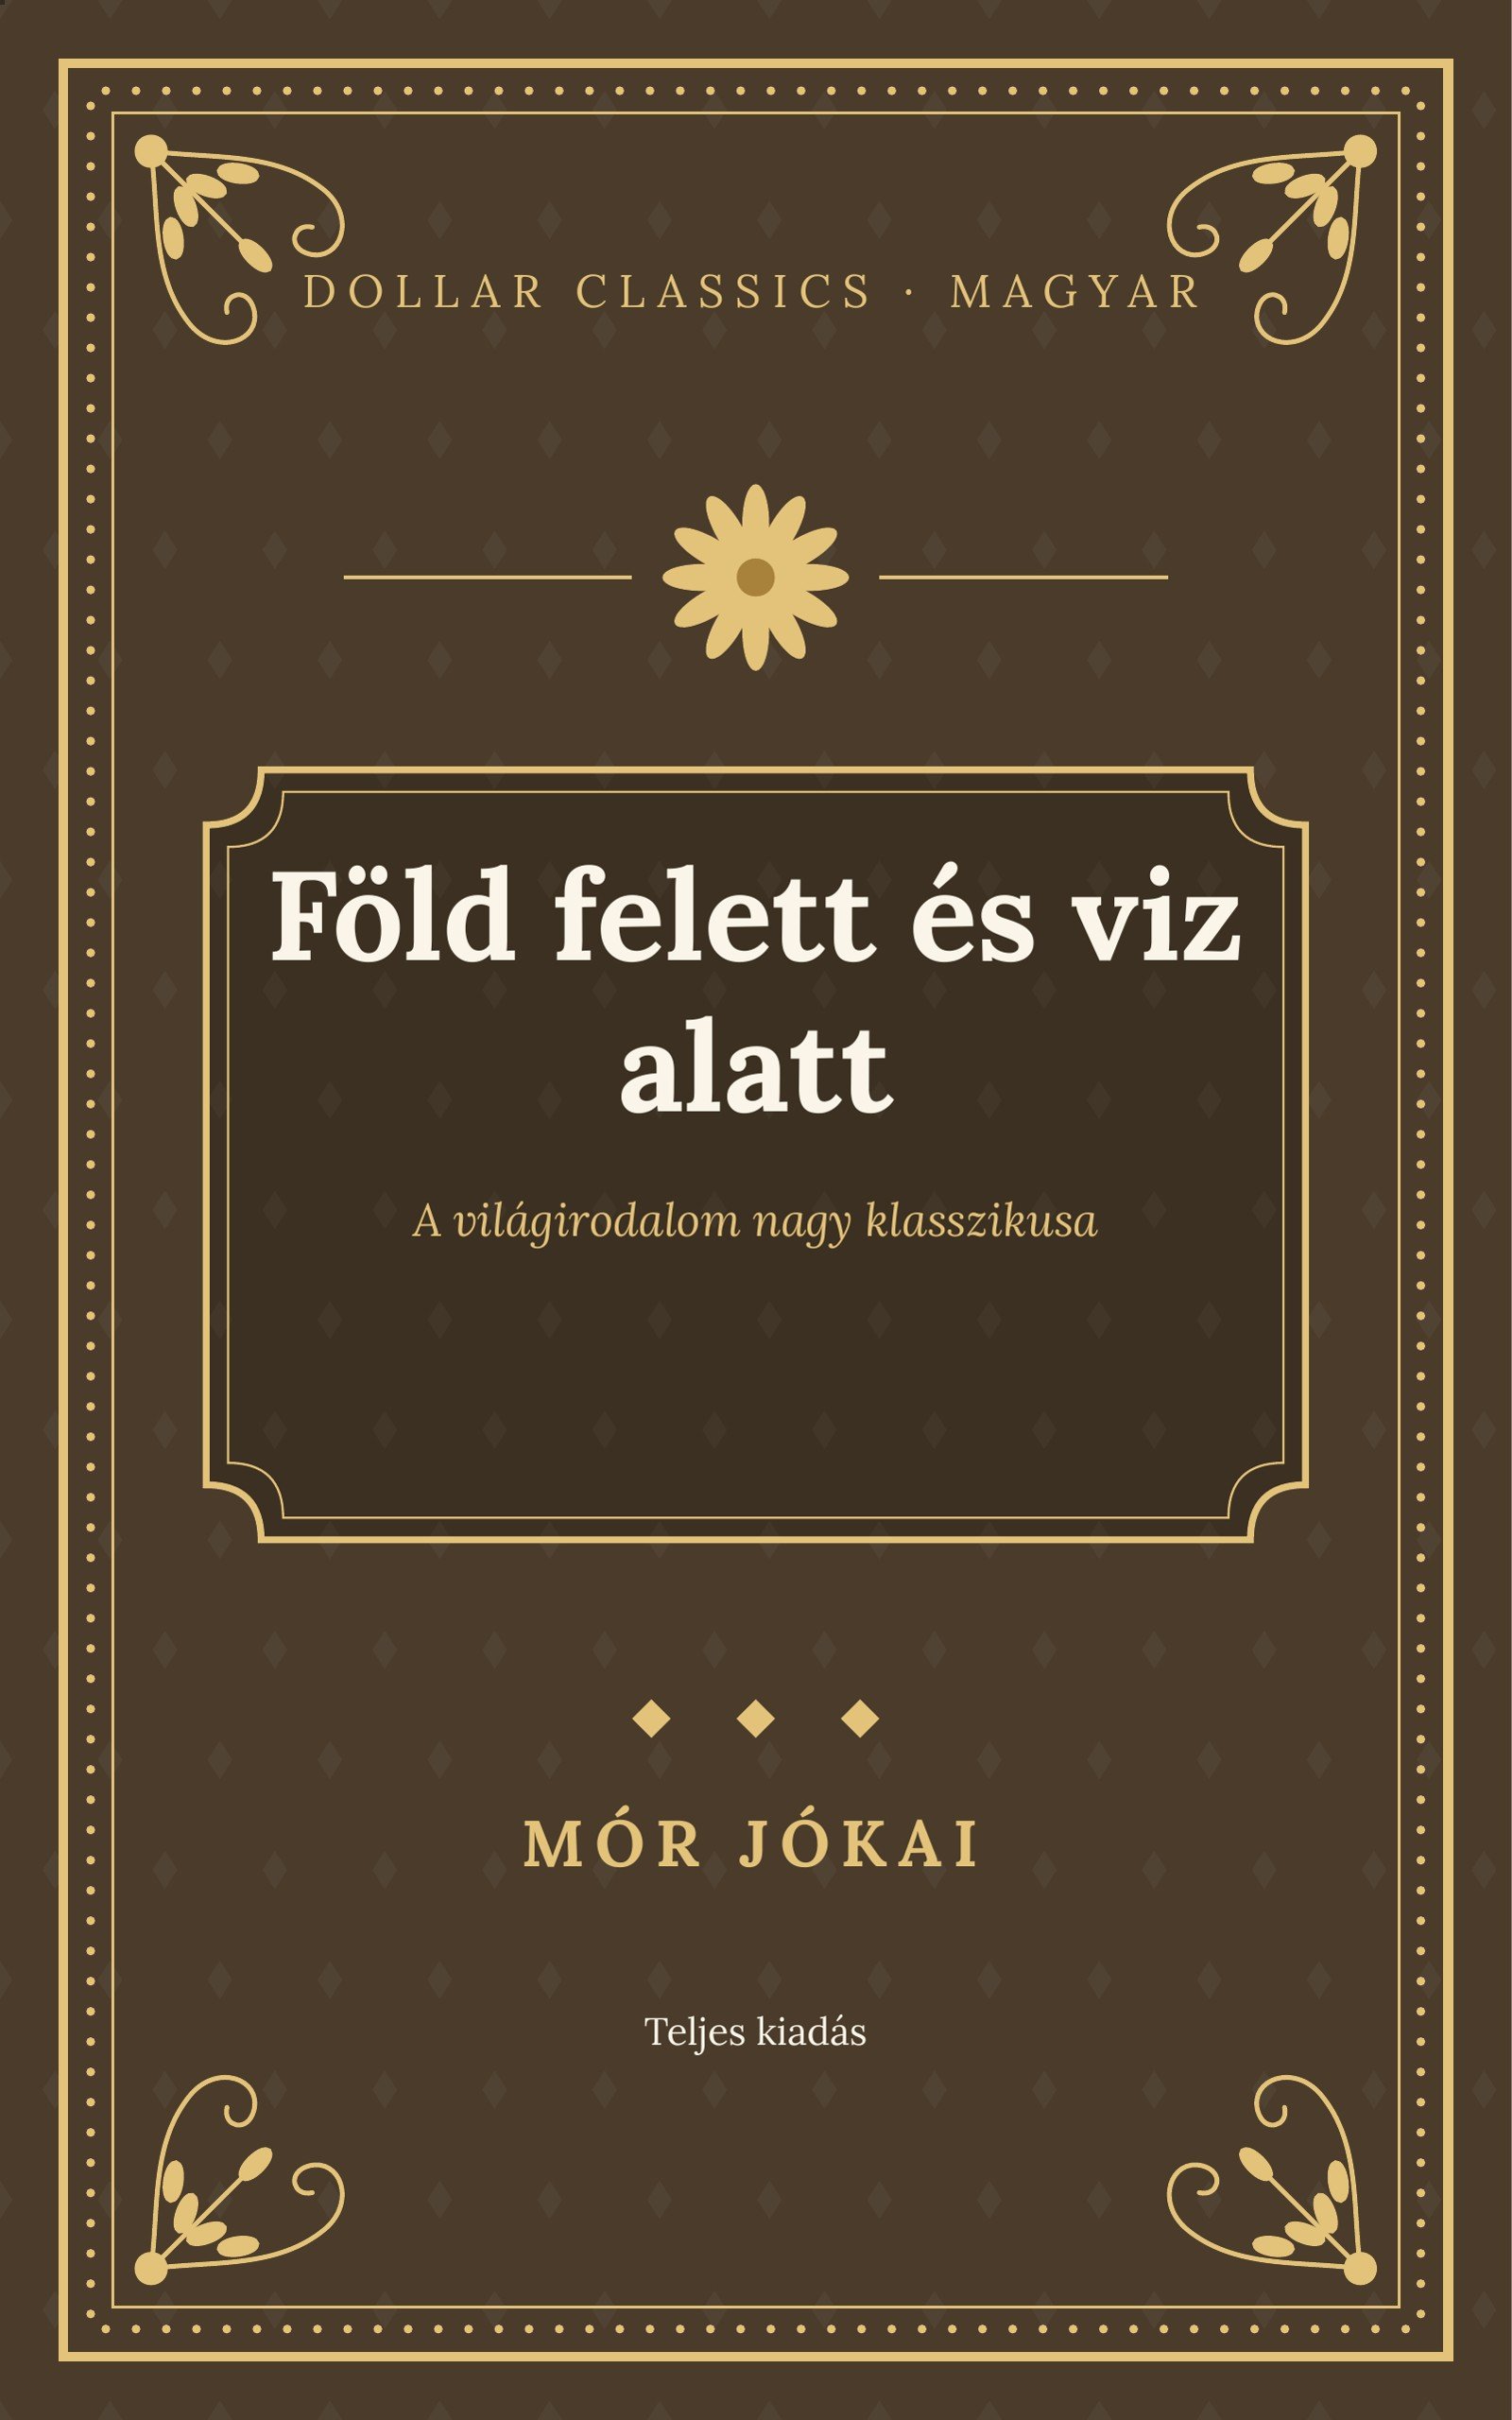 DOLLAR CLASSICS · MAGYAR
Föld felett és viz
alatt
A világirodalom nagy klasszikusa
MÓR JÓKAI
Teljes kiadás